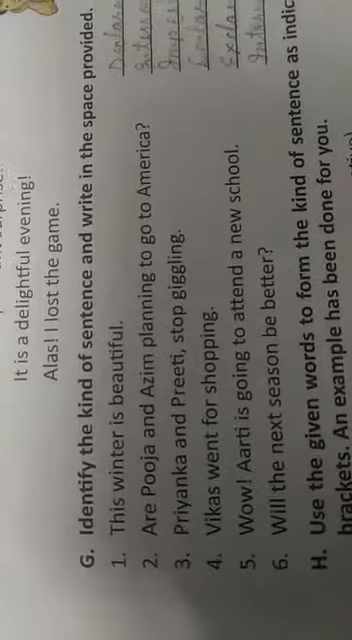 It is a delightful evening!
Alas! I lost the game.
G. Identify the kind of sentence and write in the space provided.
1. This winter is beautiful.
2. Are Pooja and Azim planning to go to America?
3. Priyanka and Preeti, stop giggling.
4. Vikas went for shopping.
5. Wow! Aarti is going to attend a new school.
6. Will the next season be better?
H. Use the given words to form the kind of sentence as indic
brackets. An example has been done for you.